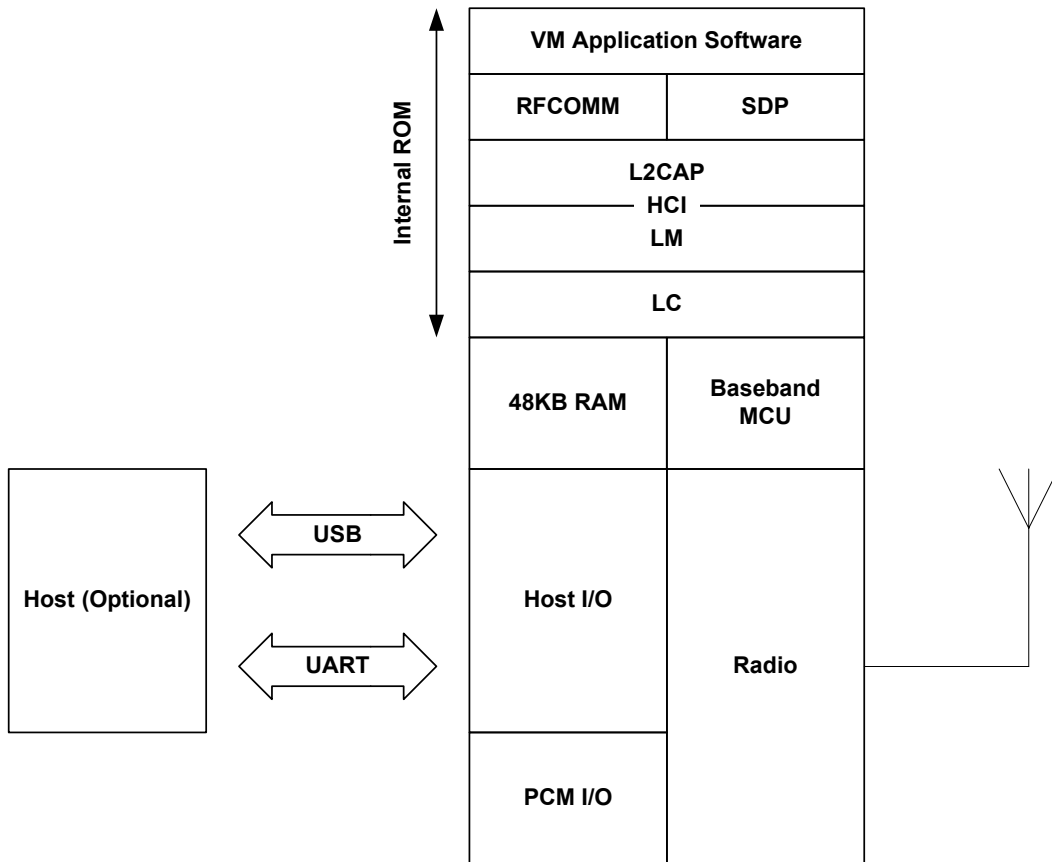 VM Application Software
Internal ROM
RFCOMM
SDP
L2CAP
HCI
LM
LC
48KB RAM
Baseband
MCU
Host (Optional)
USB
UART
Host I/O
Radio
PCM I/O